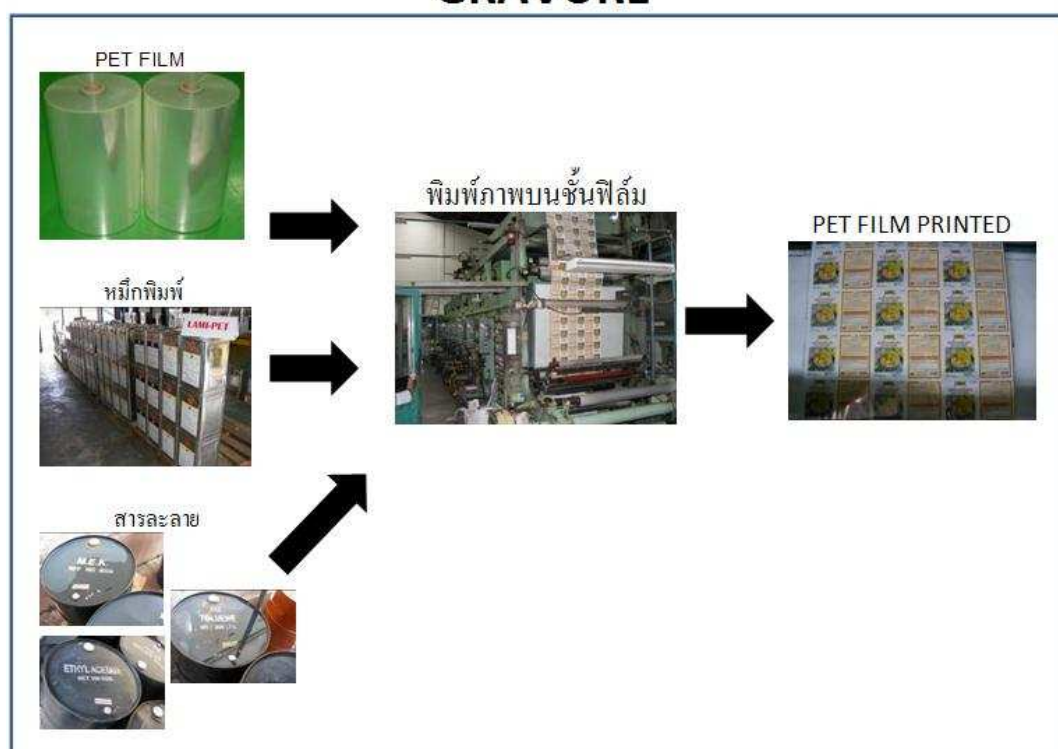 GRAVURE
PET FILM
หมึกพิมพ์
LAMI-PET
สารละลาย
M.E.K.
TOLUENE
ETHYL ACETATE
พิมพ์ภาพบนชั้นฟิล์ม
PET FILM PRINTED